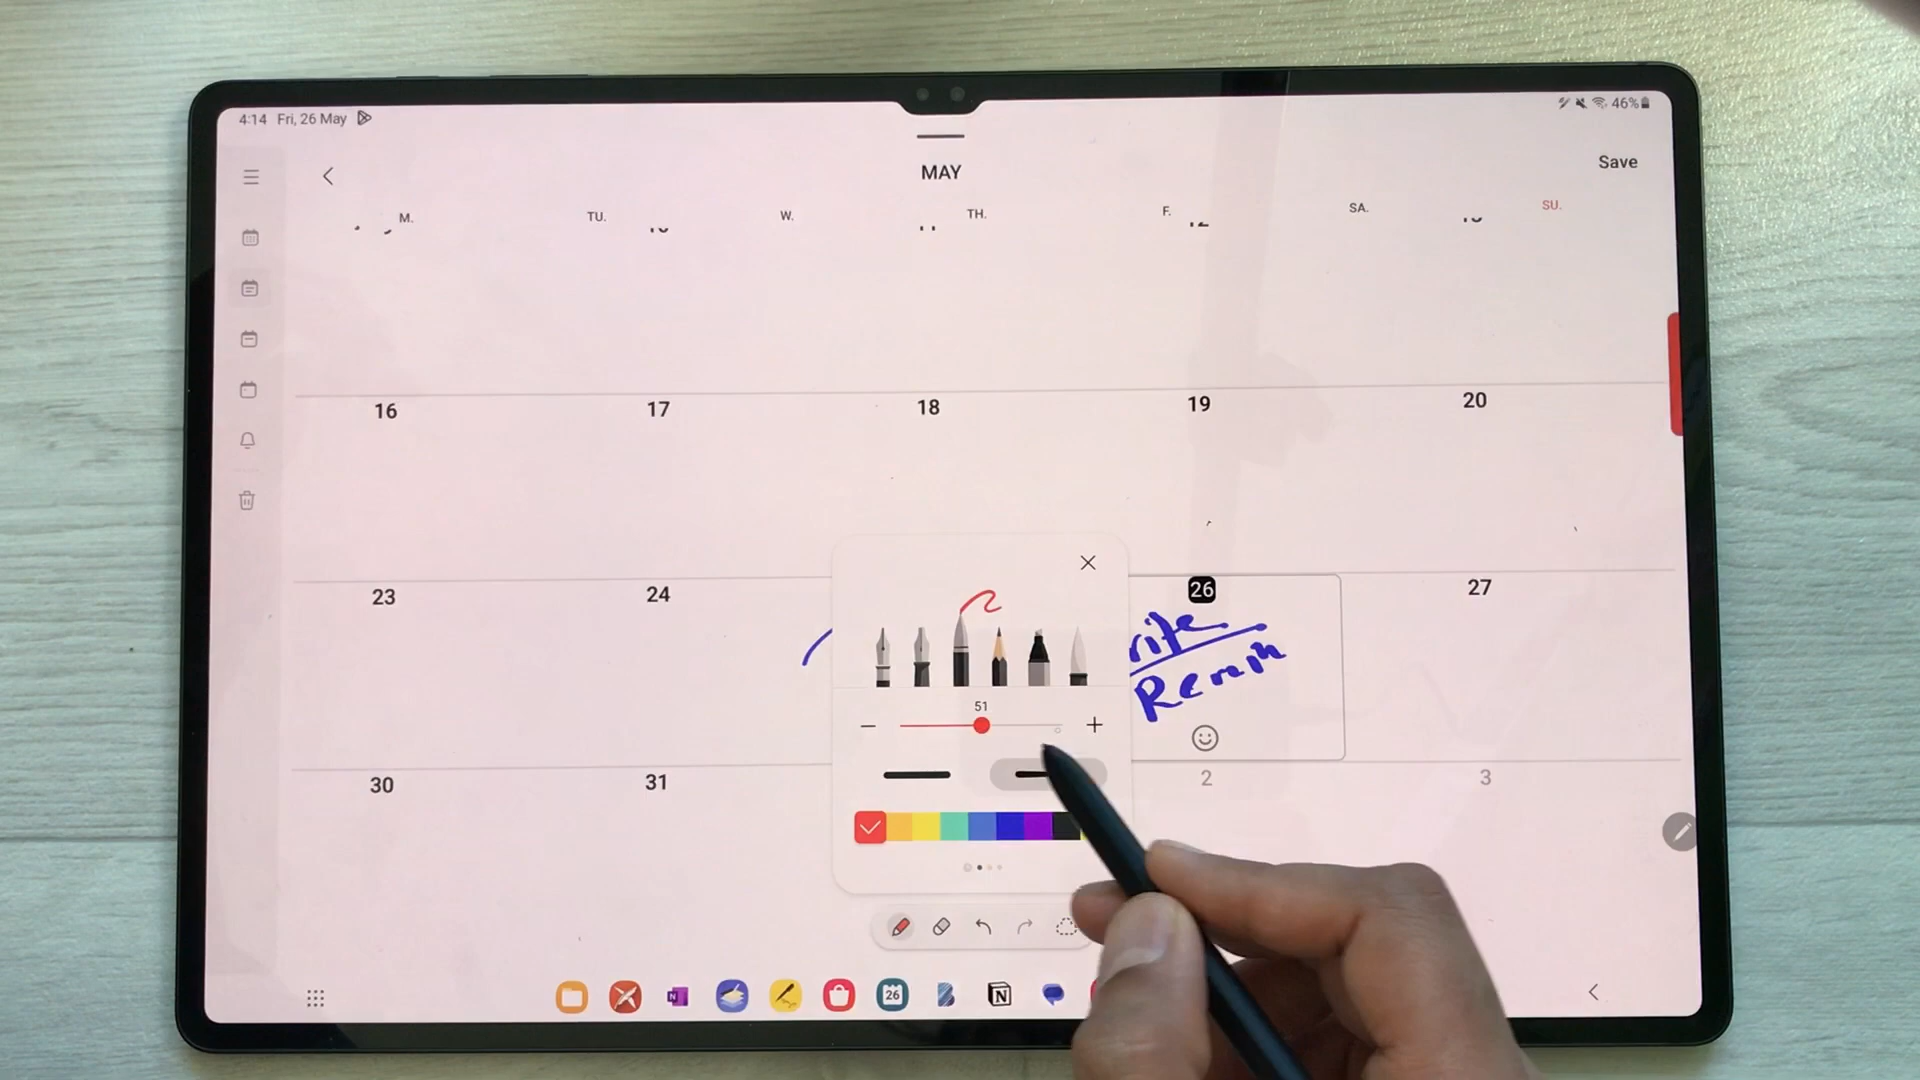 4:14 Fri, 26 May
46%
MAY
Save
M. TU. W. TH. F. SA. SU.
16 17 18 19 20
23 24 26 27
rite
51
30 31 2 3
26
N
N